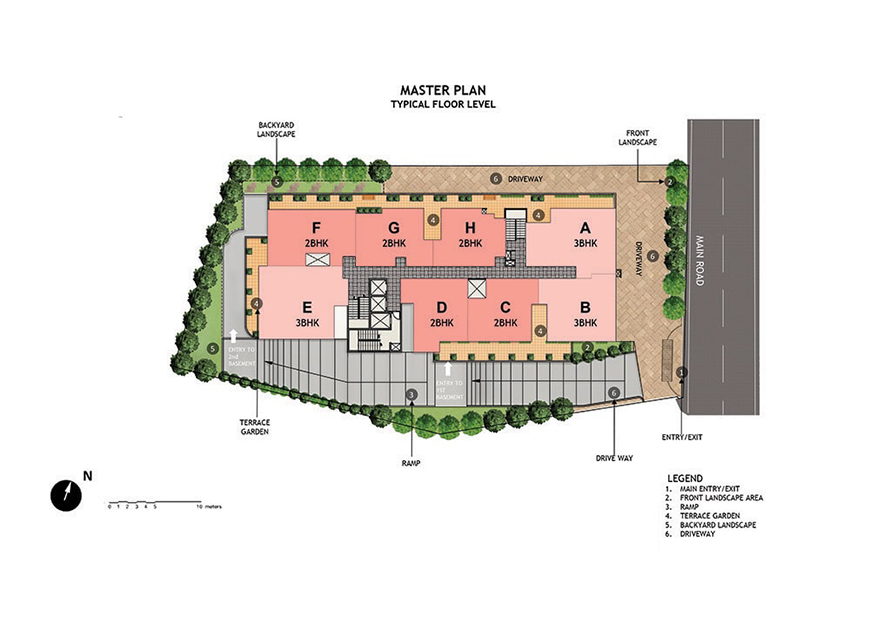 MASTER PLAN
TYPICAL FLOOR LEVEL
BACKYARD
LANDSCAPE
FRONT
LANDSCAPE
5
6 DRIVEWAY
2
F
2BHK
G
2BHK
4
H
2BHK
4
A
3BHK
DRIVEWAY
6
MAIN ROAD
4
E
3BHK
D
2BHK
C
2BHK
4
B
3BHK
5
ENTRY TO
2nd
BASEMENT
2
ENTRY TO
1ST
BASEMENT
1
3
6
TERRACE
GARDEN
RAMP
DRIVE WAY
ENTRY/EXIT
N
0 1 2 3 4 5 10 meters
LEGEND
1. MAIN ENTRY/EXIT
2. FRONT LANDSCAPE AREA
3. RAMP
4. TERRACE GARDEN
5. BACKYARD LANDSCAPE
6. DRIVEWAY